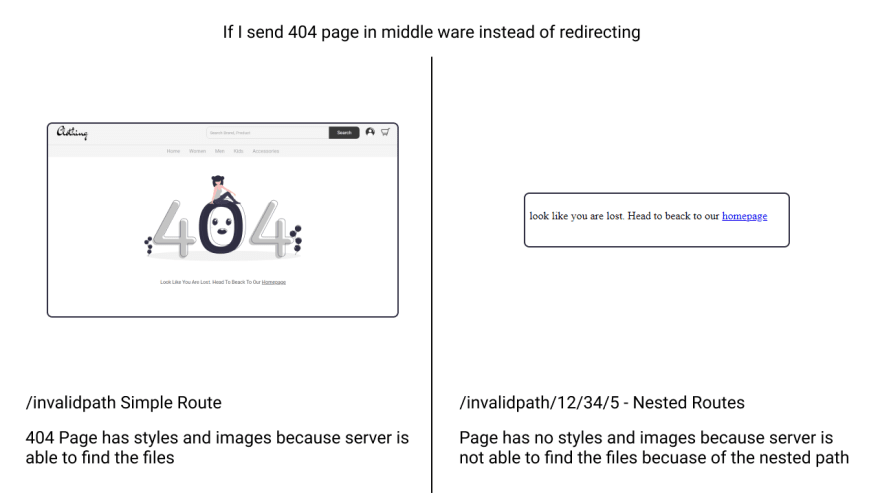 If I send 404 page in middle ware instead of redirecting
Clothing
Search Brand, Product
Search
Home Women Men Kids Accessories
404
Look Like You Are Lost. Head To Beack To Our Homepage
look like you are lost. Head to beack to our homepage
/invalidpath Simple Route
404 Page has styles and images because server is
able to find the files
/invalidpath/12/34/5 - Nested Routes
Page has no styles and images because server is
not able to find the files becuase of the nested path